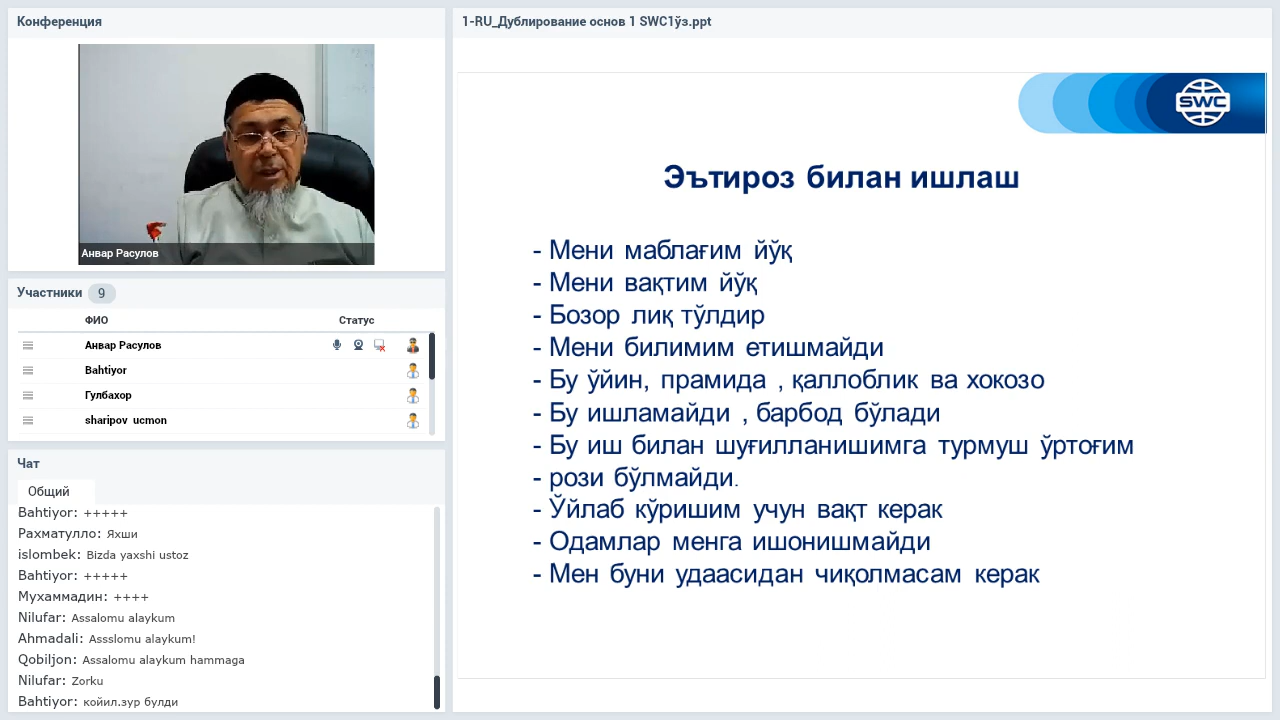 Конференция
Анвар Расулов
Участники 9
ФИО Статус
Анвар Расулов
Bahtiyor
Гулбахор
sharipov ucmon
Чат
Общий
Bahtiyor: +++++
Рахматулло: Яхши
islombek: Bizda yaxshi ustoz
Bahtiyor: +++++
Мухаммадин: ++++
Nilufar: Assalomu alaykum
Ahmadali: Assslomu alaykum!
Qobiljon: Assalomu alaykum hammaga
Nilufar: Zorku
Bahtiyor: койил.зур булди
1-RU_Дублирование основ 1 SWC1ўз.ppt
SWC
Эътироз билан ишлаш
- Мени маблағим йўқ
- Мени вақтим йўқ
- Бозор лиқ тўлдир
- Мени билимим етишмайди
- Бу ўйин, прамида , қаллоблик ва хокозо
- Бу ишламайди , барбод бўлади
- Бу иш билан шуғилланишимга турмуш ўртоғим
- рози бўлмайди.
- Ўйлаб кўришим учун вақт керак
- Одамлар менга ишонишмайди
- Мен буни удаасидан чиқолмасам керак